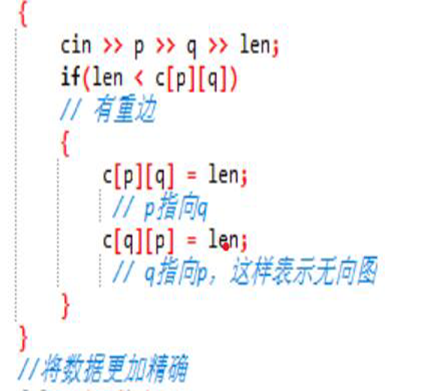 {
cin >> p >> q >> len;
if(len < c[p][q])
// 有重边
{
c[p][q] = len;
// p指向q
c[q][p] = len;
// q指向p，这样表示无向图
}
}
//将数据更加精确